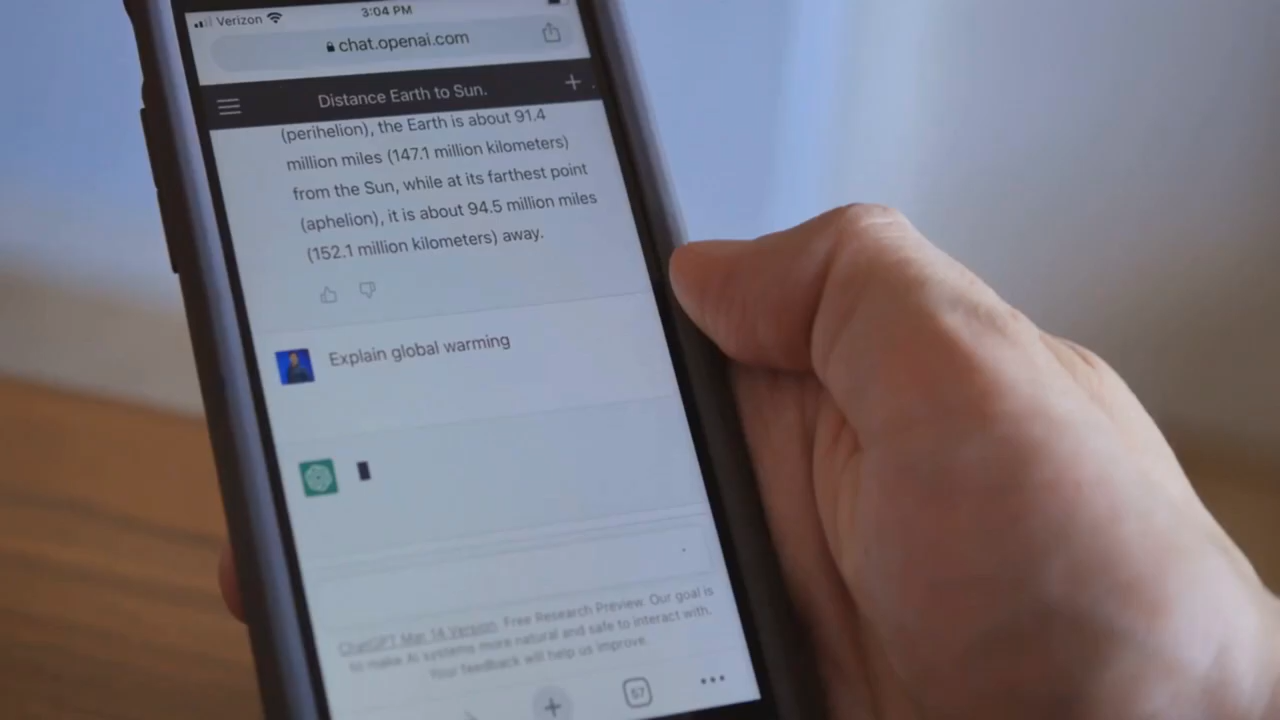 Verizon
3:04 PM
chat.openai.com
Distance Earth to Sun.
(perihelion), the Earth is about 91.4
million miles (147.1 million kilometers)
from the Sun, while at its farthest point
(aphelion), it is about 94.5 million miles
(152.1 million kilometers) away.
Explain global warming
ChatGPT Mar 14 Version. Free Research Preview. Our goal is
to make AI systems more natural and safe to interact with.
Your feedback will help us improve.
57